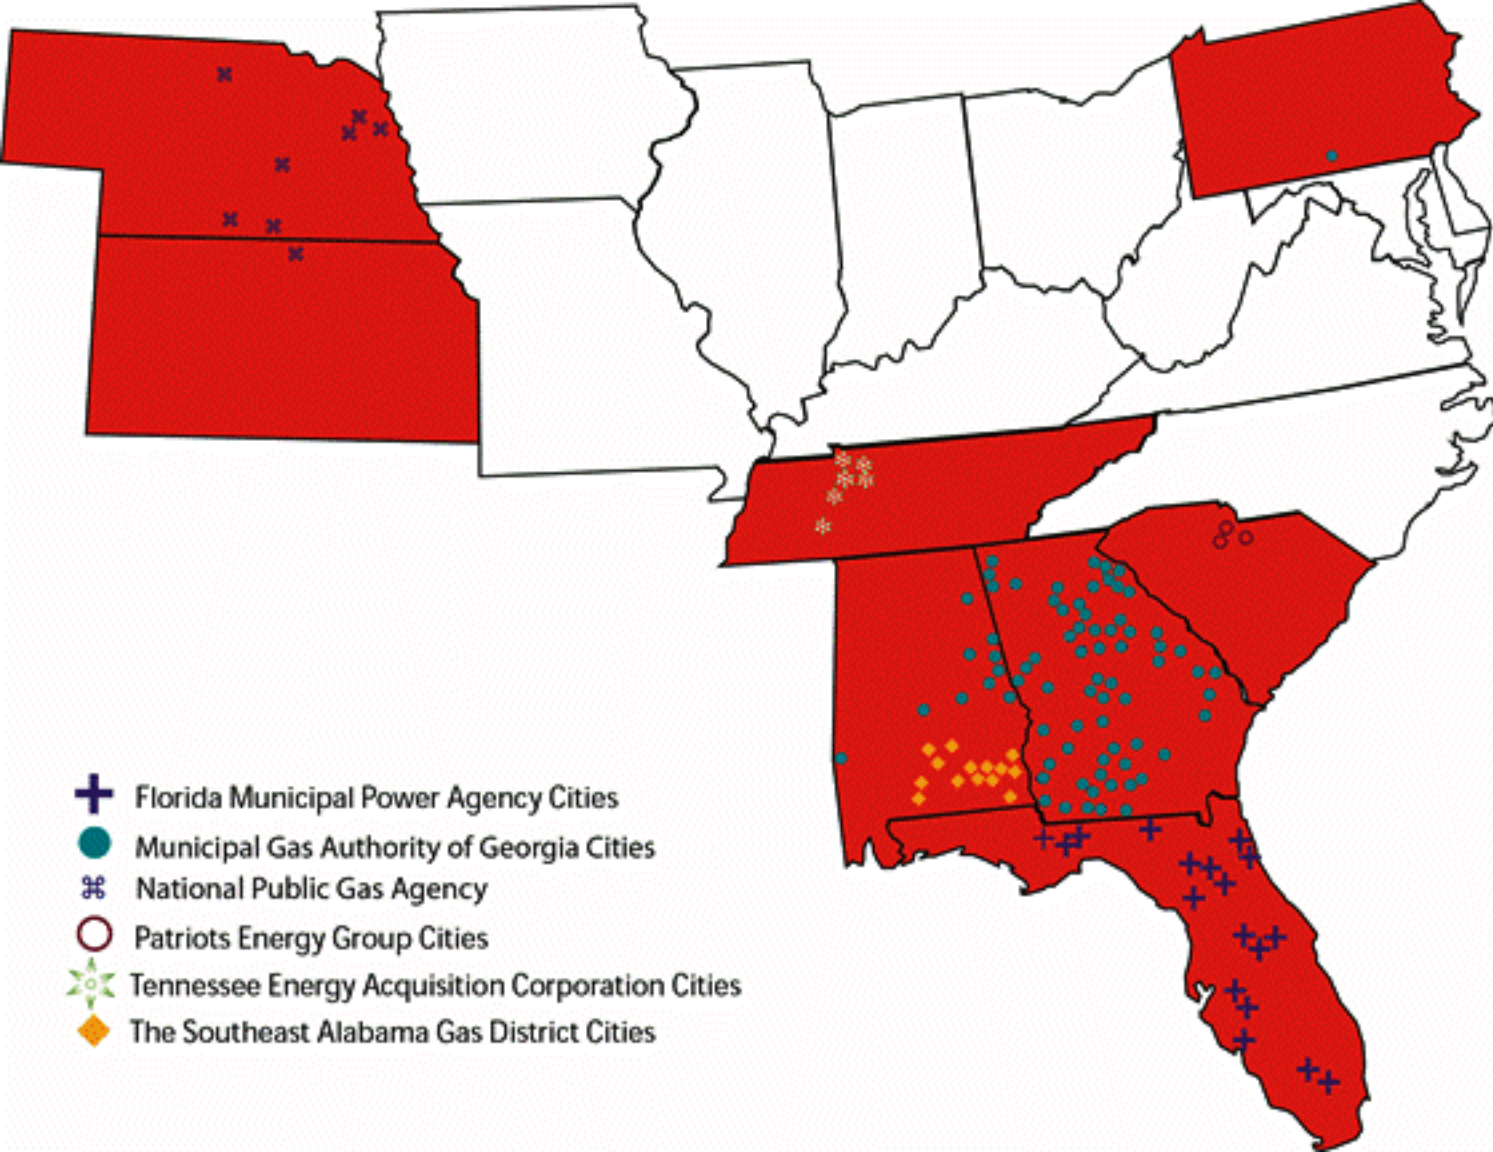 Florida Municipal Power Agency Cities
Municipal Gas Authority of Georgia Cities
National Public Gas Agency
Patriots Energy Group Cities
Tennessee Energy Acquisition Corporation Cities
The Southeast Alabama Gas District Cities